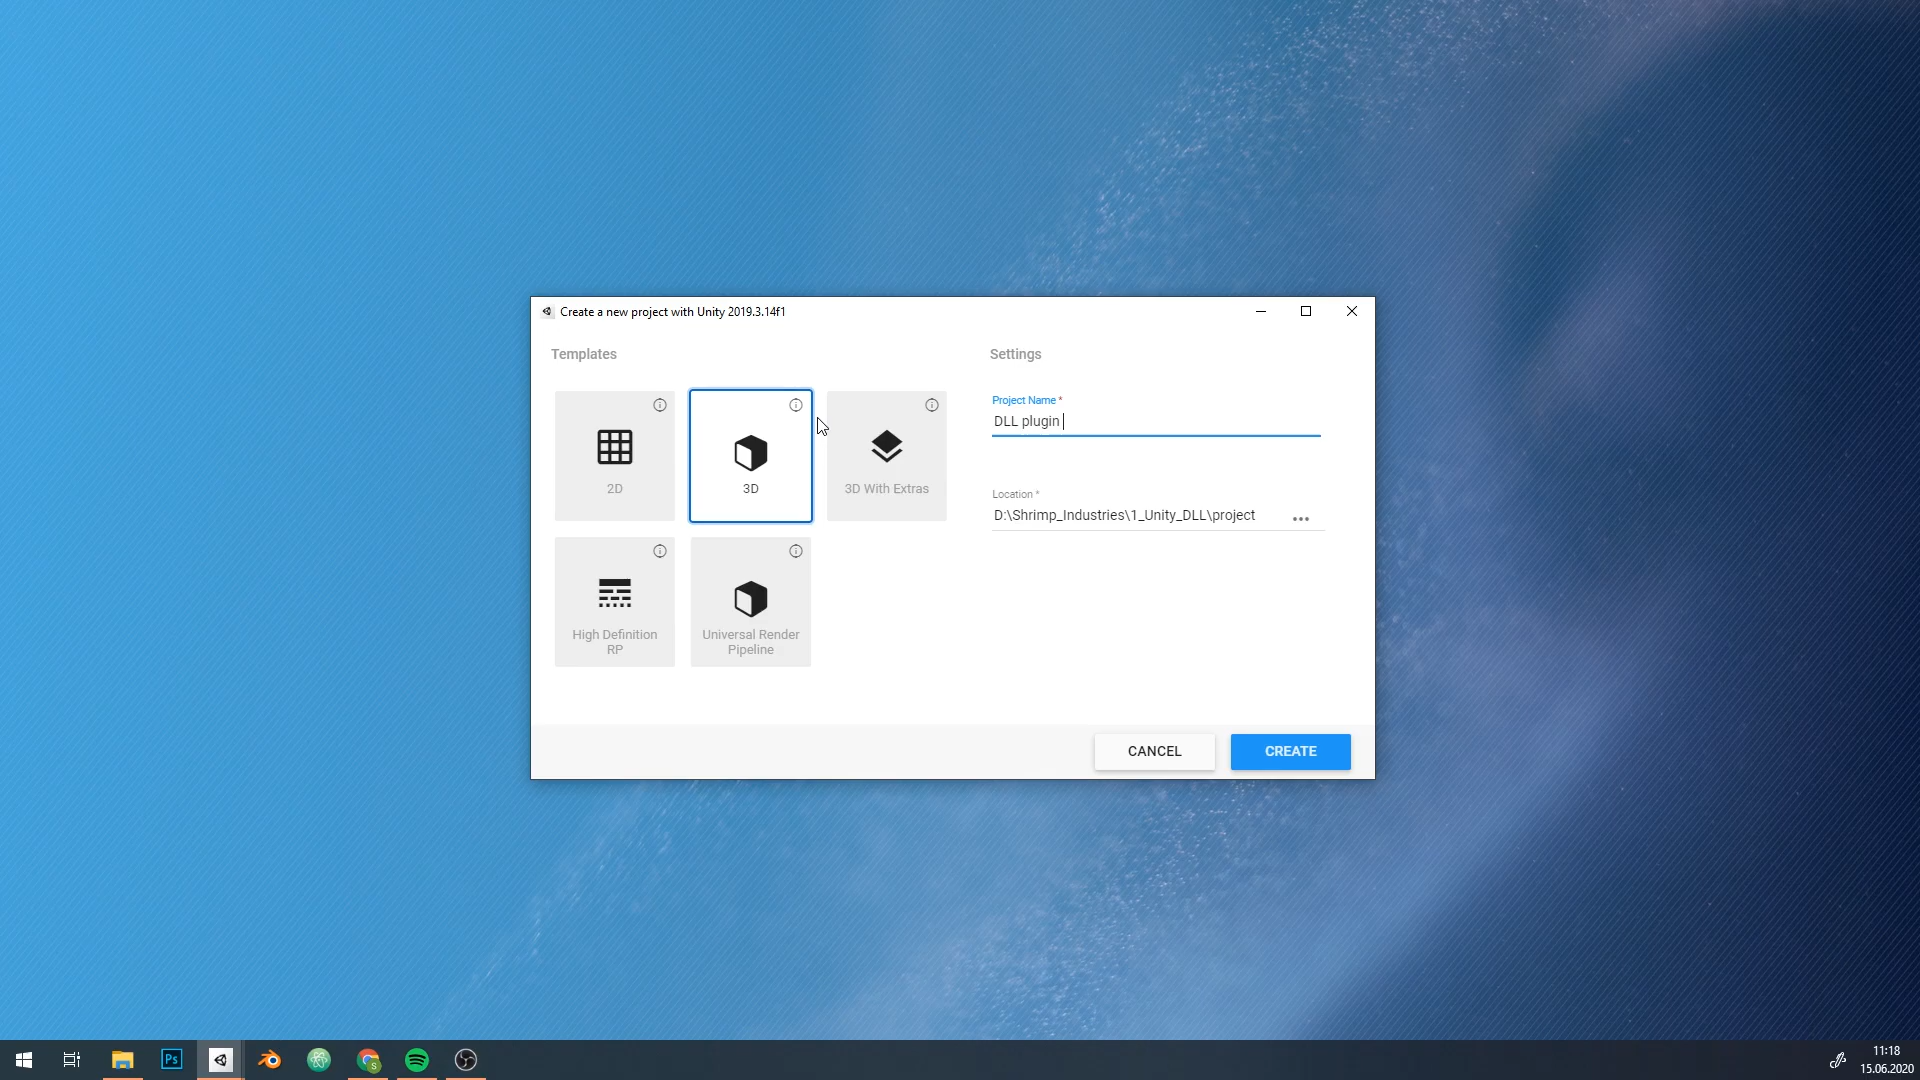 Create a new project with Unity 2019.3.14f1
Templates
Settings
2D
3D
3D With Extras
High Definition
RP
Universal Render
Pipeline
Project Name *
DLL plugin
Location *
D:\Shrimp_Industries\1_Unity_DLL\project
CANCEL
CREATE
Ps
S
11:18
15.06.2020